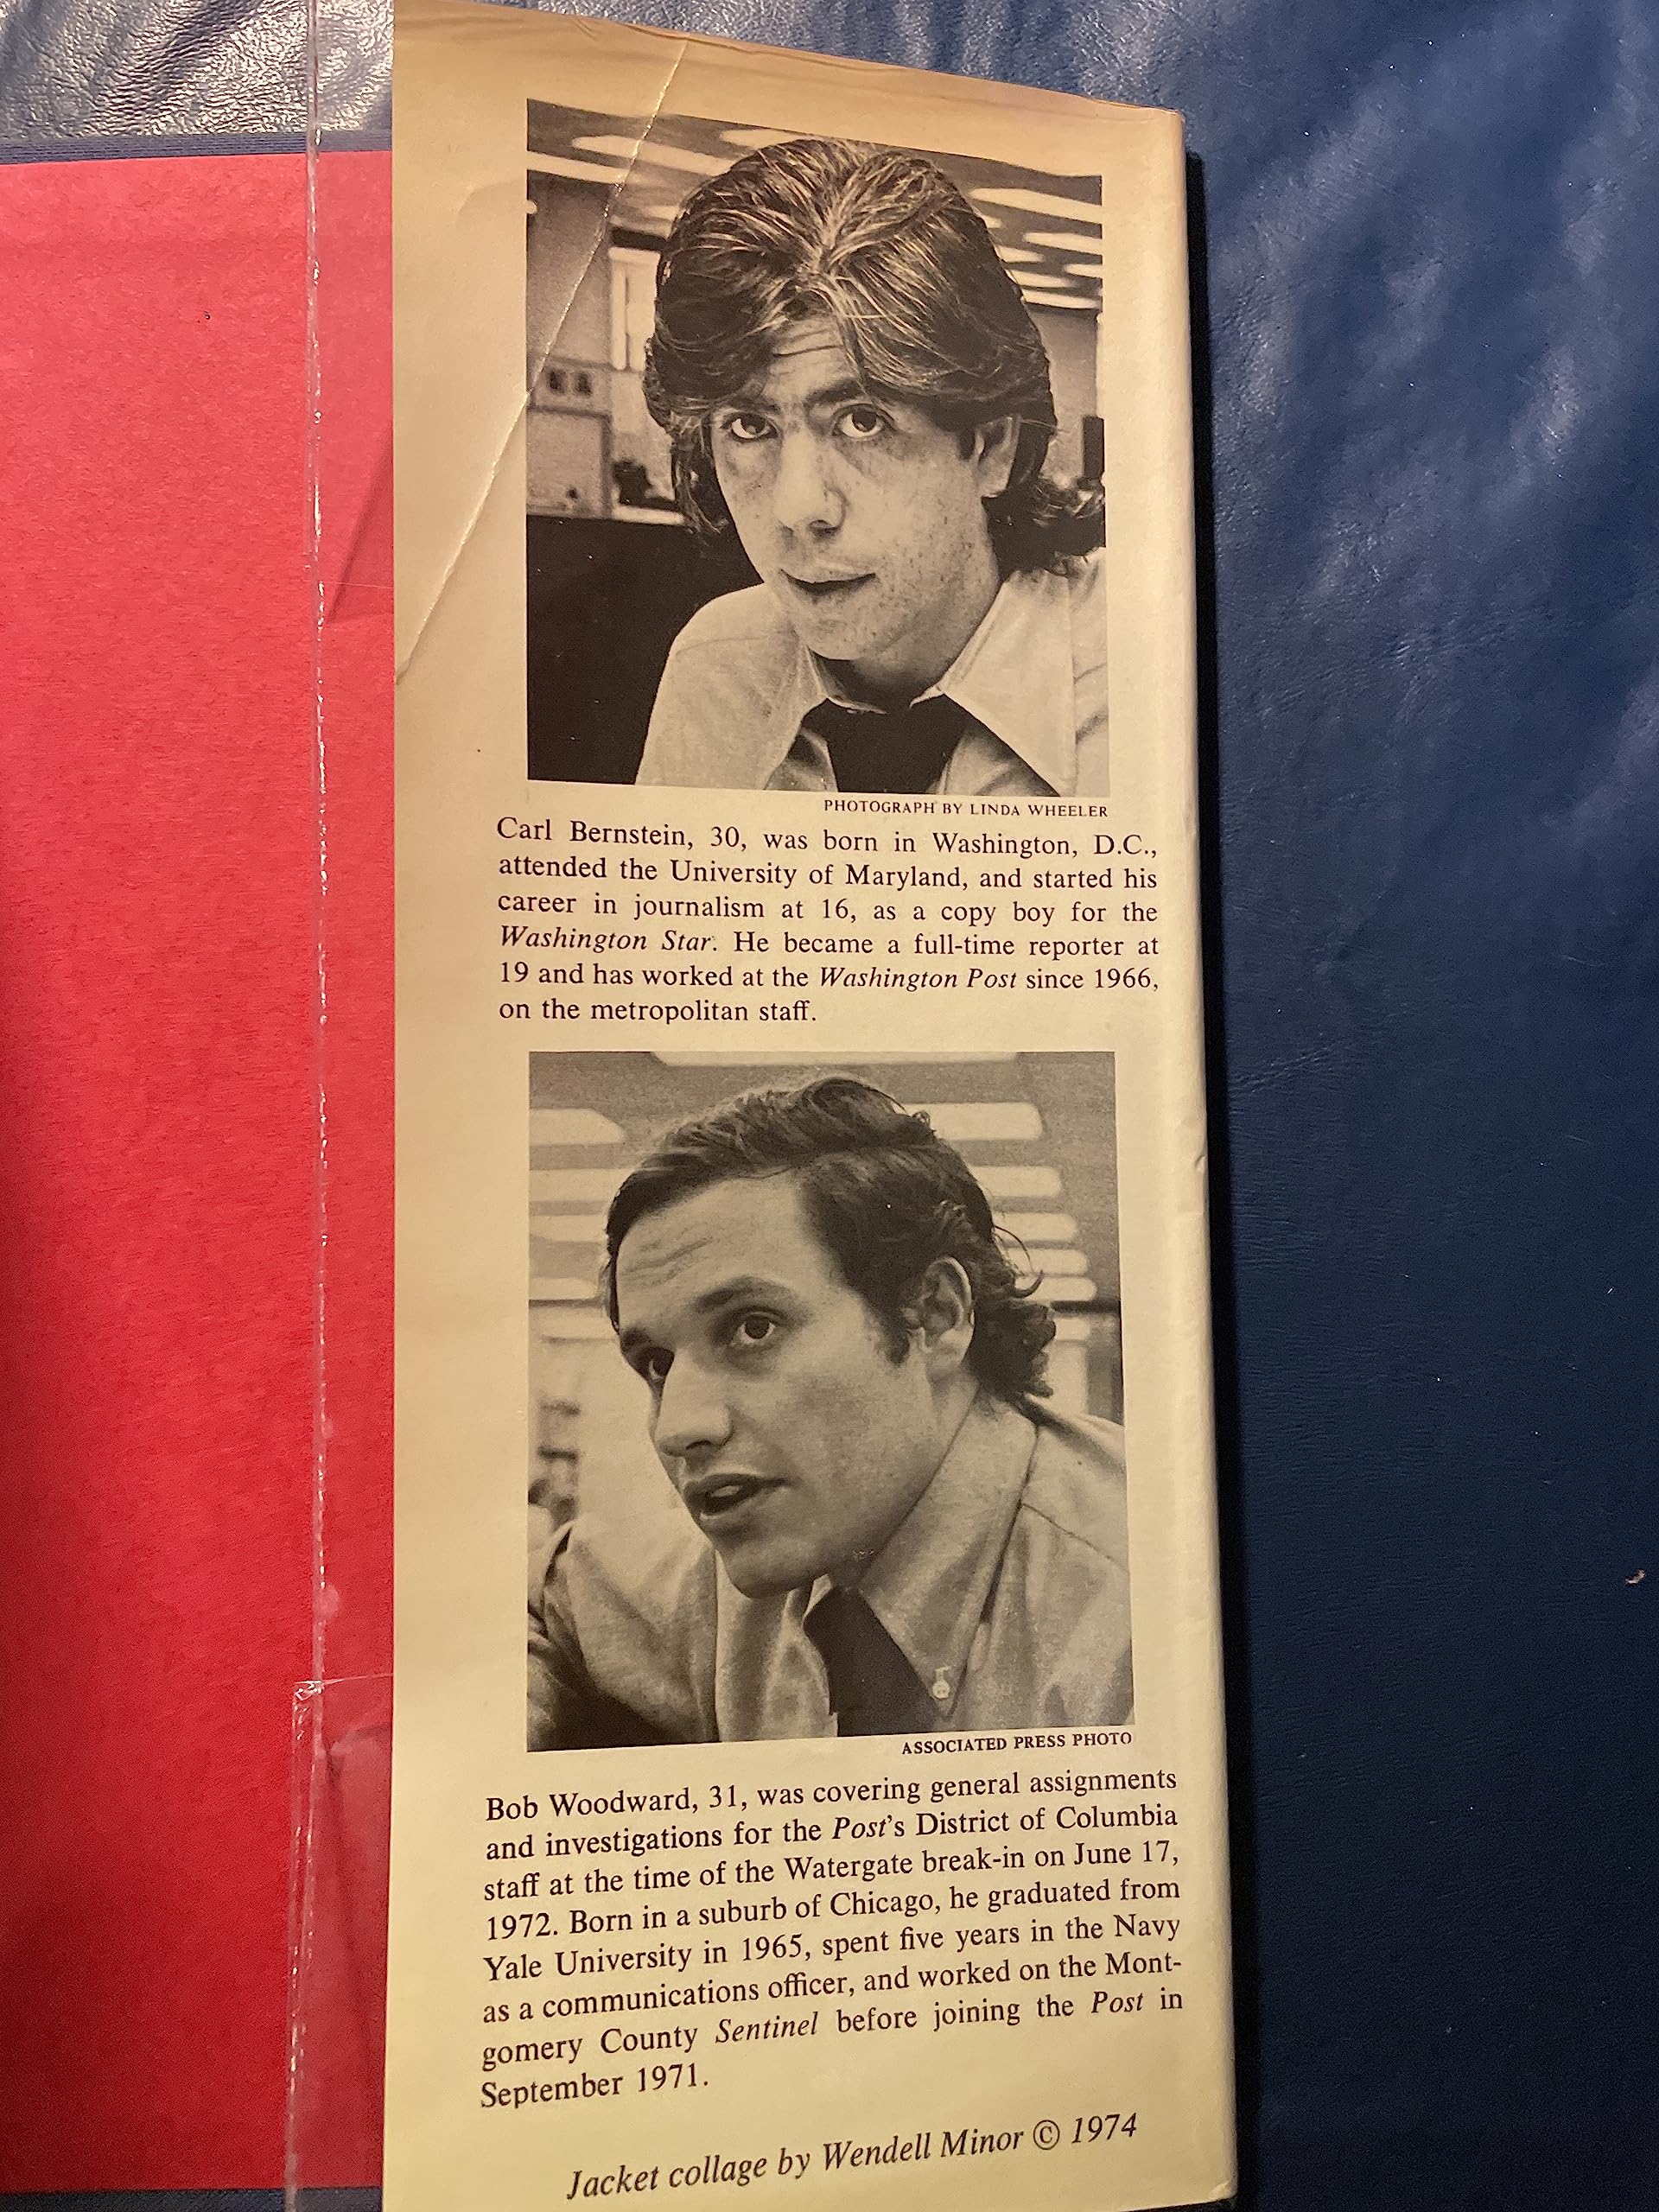 PHOTOGRAPH BY LINDA WHEELER
Carl Bernstein, 30, was born in Washington, D.C.,
attended the University of Maryland, and started his
career in journalism at 16, as a copy boy for the
Washington Star. He became a full-time reporter at
19 and has worked at the Washington Post since 1966,
on the metropolitan staff.
ASSOCIATED PRESS PHOTO
Bob Woodward, 31, was covering general assignments
and investigations for the Post's District of Columbia
staff at the time of the Watergate break-in on June 17,
1972. Born in a suburb of Chicago, he graduated from
Yale University in 1965, spent five years in the Navy
as a communications officer, and worked on the Mont-
gomery County Sentinel before joining the Post in
September 1971.
Jacket collage by Wendell Minor © 1974